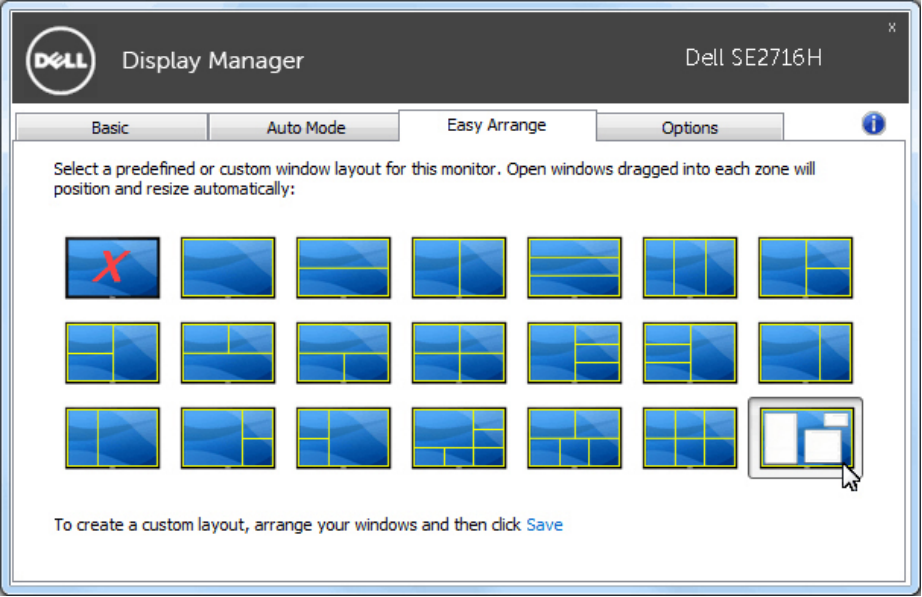 DELL
Display Manager
Dell SE2716H
x
Basic
Auto Mode
Easy Arrange
Options
i
Select a predefined or custom window layout for this monitor. Open windows dragged into each zone will
position and resize automatically:
X
To create a custom layout, arrange your windows and then click Save